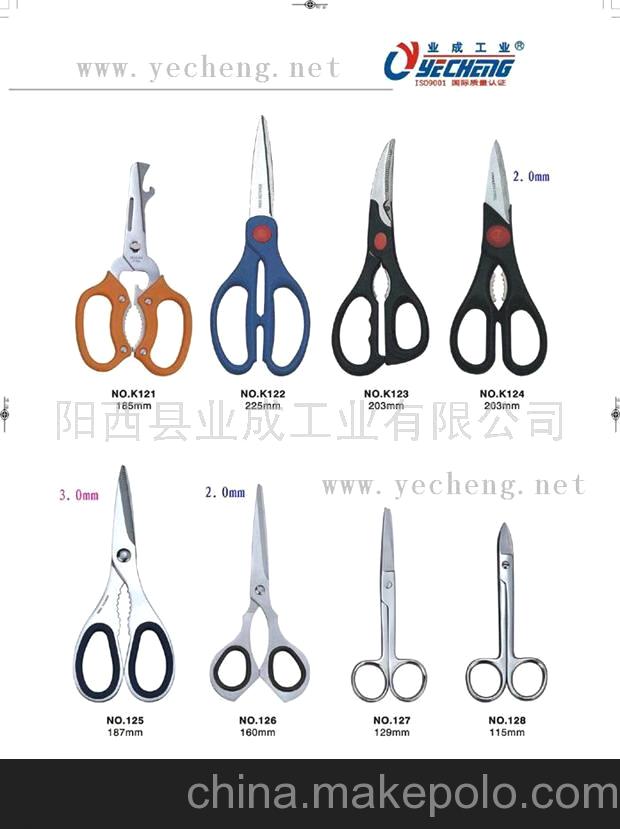 www.yecheng.net
业成工业®
YECHENG
ISO9001 国际质量认证
2.0mm
NO.K121
185mm
NO.K122
225mm
NO.K123
203mm
NO.K124
203mm
阳西县业成工业有限公司
3.0mm
2.0mm
www.yecheng.net
NO.125
187mm
NO.126
160mm
NO.127
129mm
NO.128
115mm
china.makepolo.com